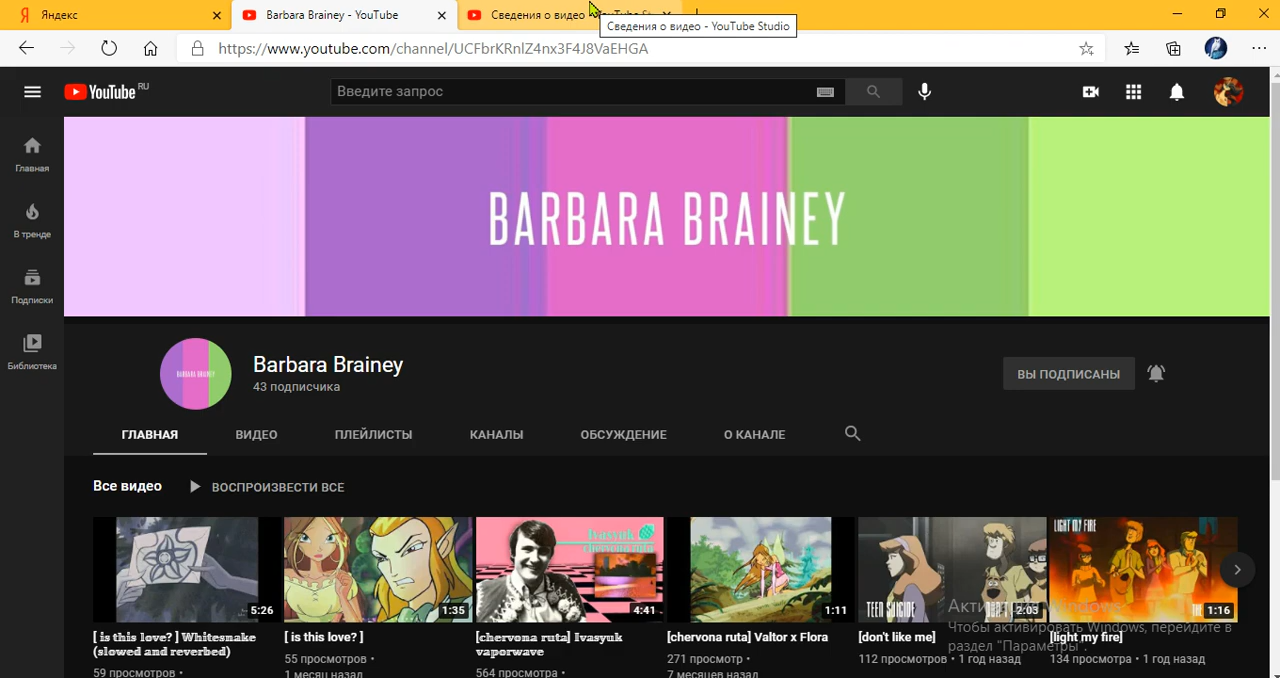 Яндекс
Barbara Brainey - YouTube
Сведения о видео
Сведения о видео - YouTube Studio
https://www.youtube.com/channel/UCFbrKRnlZ4nx3F4J8VaEHGA
YouTube RU
Введите запрос
Главная
В тренде
Подписки
Библиотека
BARBARA BRAINEY
BARBARA BRAINEY
Barbara Brainey
43 подписчика
ВЫ ПОДПИСАНЫ
ГЛАВНАЯ ВИДЕО ПЛЕЙЛИСТЫ КАНАЛЫ ОБСУЖДЕНИЕ О КАНАЛЕ
Все видео ВОСПРОИЗВЕСТИ ВСЕ
Ivasyuk
chervona ruta
LIGHT MY FIRE
TEEN SUICIDE
5:26 1:35 4:41 1:11 2:03 1:16
[ is this love? ] Whitesnake
(slowed and reverbed)
59 просмотров •
[ is this love? ]
55 просмотров •
1 месяц назад
[chervona ruta] Ivasyuk
vaporwave
564 просмотра •
[chervona ruta] Valtor x Flora
271 просмотр •
7 месяцев назад
[don't like me]
112 просмотров • 1 год назад
[light my fire]
134 просмотра • 1 год назад
Чтобы активировать Windows, перейдите в
раздел "Параметры".